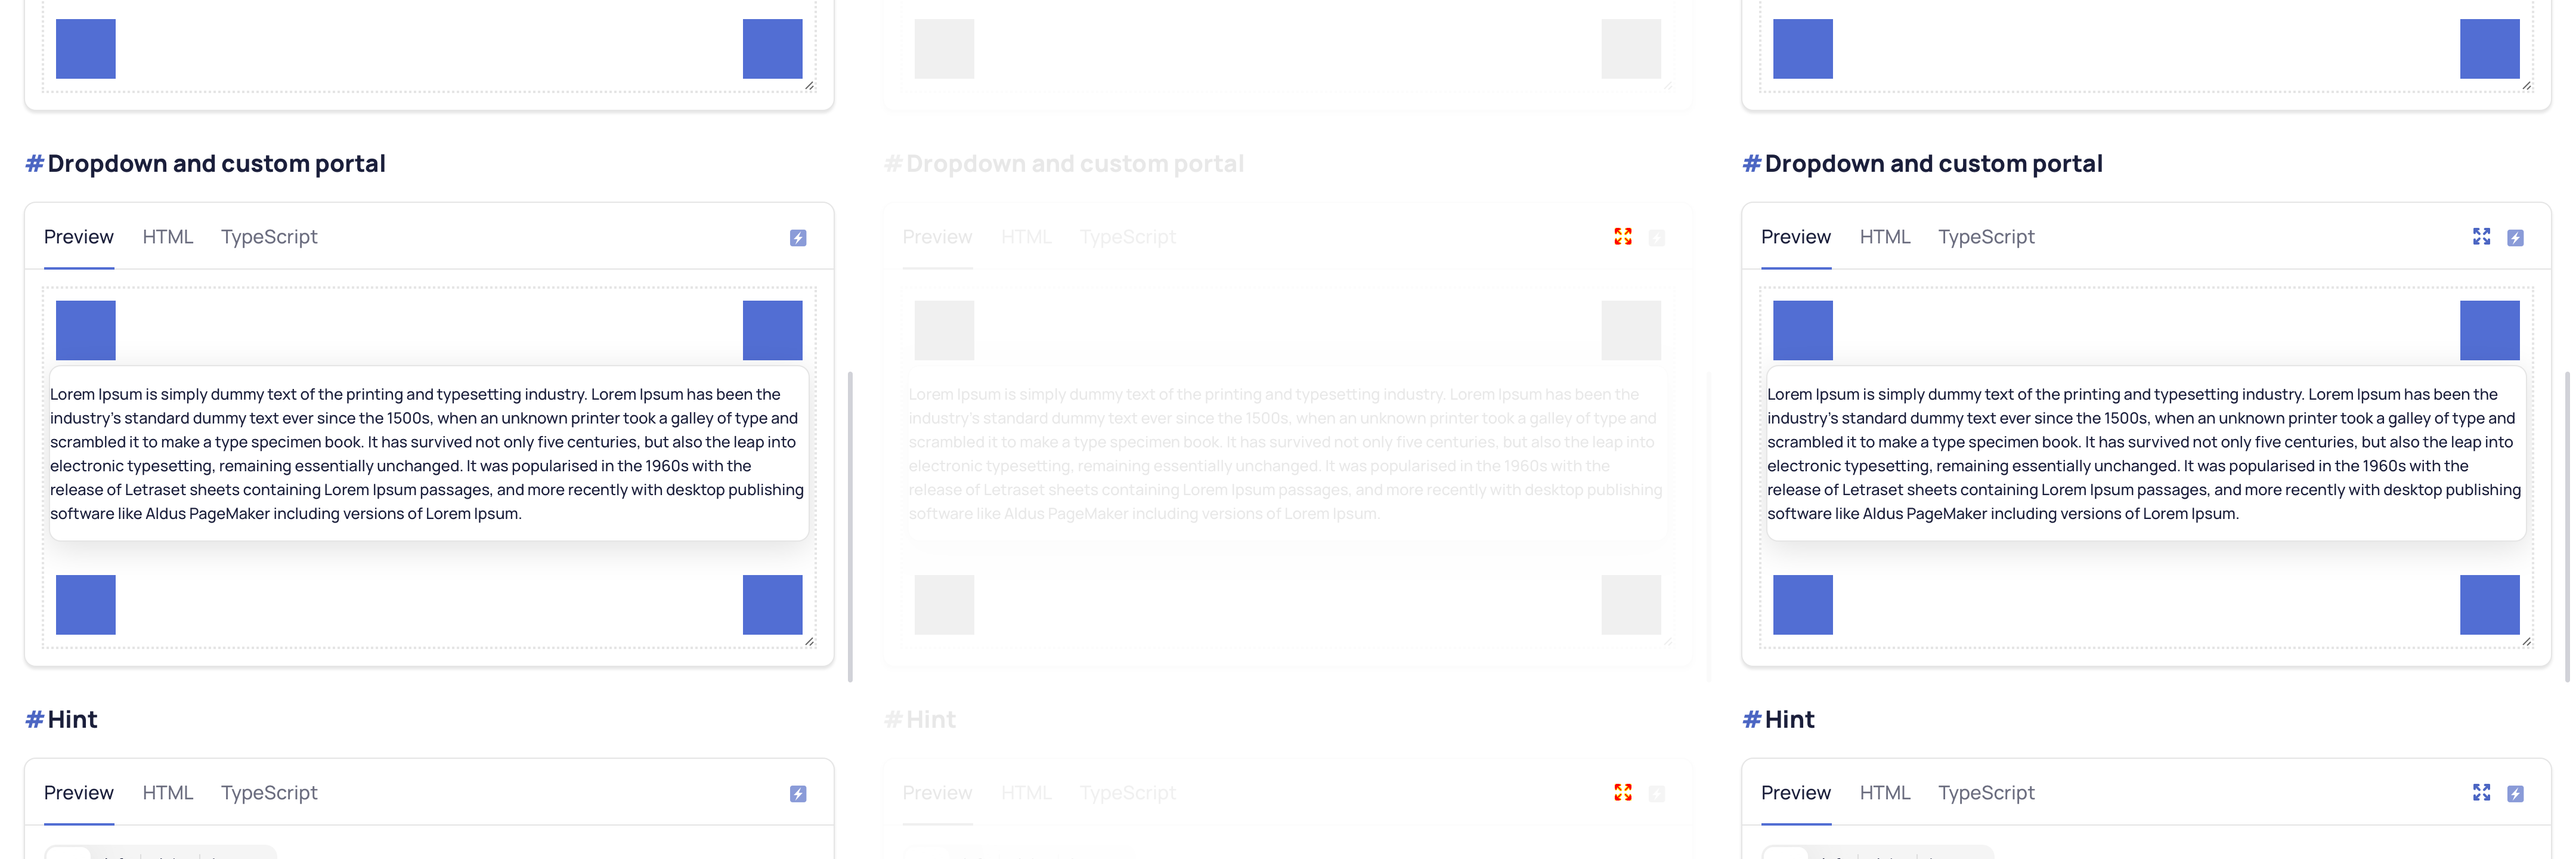 #Dropdown and custom portal
Preview HTML TypeScript
Lorem Ipsum is simply dummy text of the printing and typesetting industry. Lorem Ipsum has been the
industry's standard dummy text ever since the 1500s, when an unknown printer took a galley of type and
scrambled it to make a type specimen book. It has survived not only five centuries, but also the leap into
electronic typesetting, remaining essentially unchanged. It was popularised in the 1960s with the
release of Letraset sheets containing Lorem Ipsum passages, and more recently with desktop publishing
software like Aldus PageMaker including versions of Lorem Ipsum.
#Hint
Preview HTML TypeScript
#Dropdown and custom portal
Preview HTML TypeScript
Lorem Ipsum is simply dummy text of the printing and typesetting industry. Lorem Ipsum has been the
industry's standard dummy text ever since the 1500s, when an unknown printer took a galley of type and
scrambled it to make a type specimen book. It has survived not only five centuries, but also the leap into
electronic typesetting, remaining essentially unchanged. It was popularised in the 1960s with the
release of Letraset sheets containing Lorem Ipsum passages, and more recently with desktop publishing
software like Aldus PageMaker including versions of Lorem Ipsum.
#Hint
Preview HTML TypeScript
#Dropdown and custom portal
Preview HTML TypeScript
Lorem Ipsum is simply dummy text of the printing and typesetting industry. Lorem Ipsum has been the
industry's standard dummy text ever since the 1500s, when an unknown printer took a galley of type and
scrambled it to make a type specimen book. It has survived not only five centuries, but also the leap into
electronic typesetting, remaining essentially unchanged. It was popularised in the 1960s with the
release of Letraset sheets containing Lorem Ipsum passages, and more recently with desktop publishing
software like Aldus PageMaker including versions of Lorem Ipsum.
#Hint
Preview HTML TypeScript